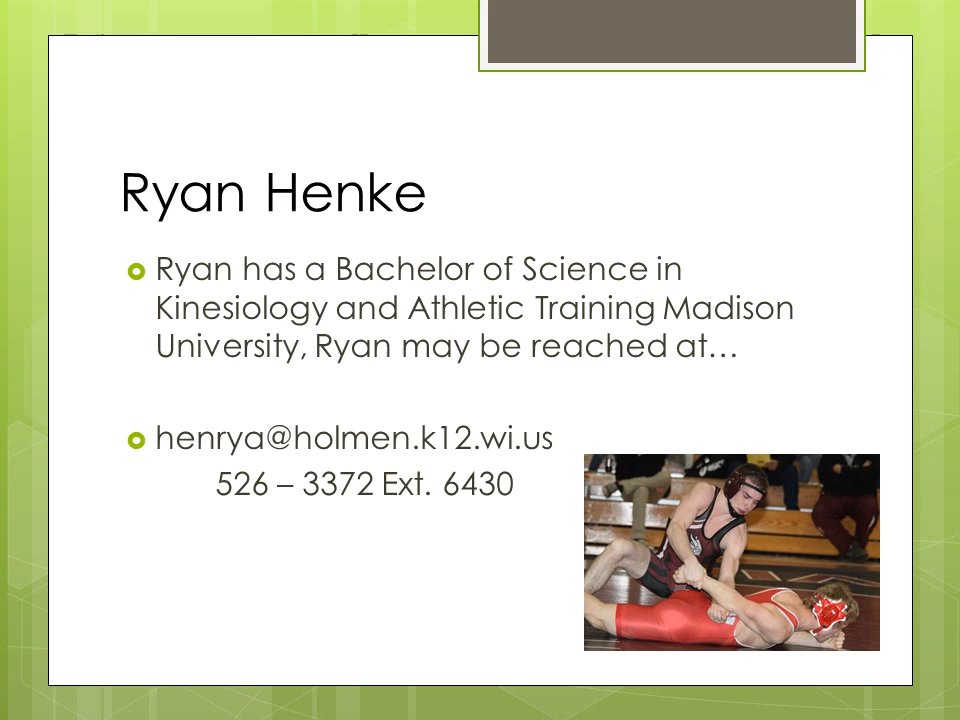 Ryan Henke
Ryan has a Bachelor of Science in
Kinesiology and Athletic Training Madison
University, Ryan may be reached at…
henrya@holmen.k12.wi.us
526 – 3372 Ext. 6430